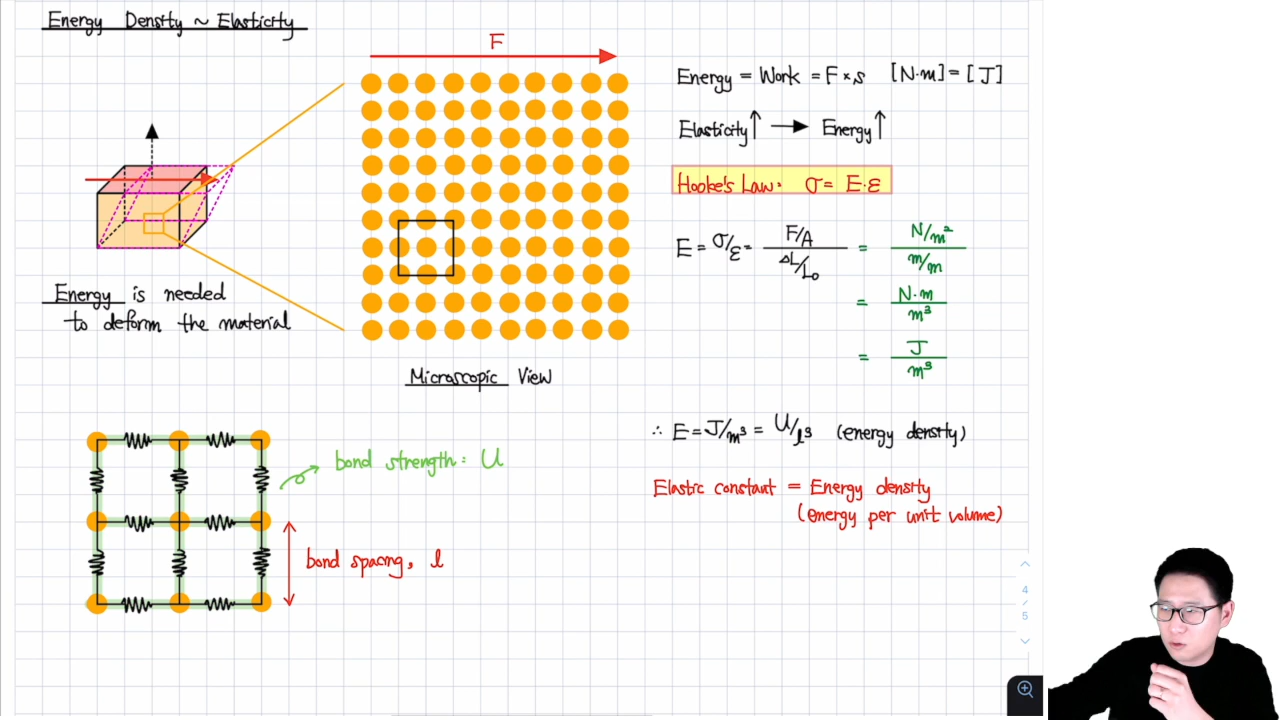 Energy Density ~ Elasticity
F
Energy is needed
to deform the material
Microscopic View
bond strength: U
bond spacing, l
Energy = Work = F × s [N·m] = [J]
Elasticity↑ → Energy↑
Hooke's Law: σ = E·ε
E = σ/ε = (F/A)/(ΔL/L₀) = (N/m²)/(m/m)
= N·m/m³
= J/m³
∴ E = J/m³ = U/l³ (energy density)
Elastic constant = Energy density
(energy per unit volume)
4
/
5